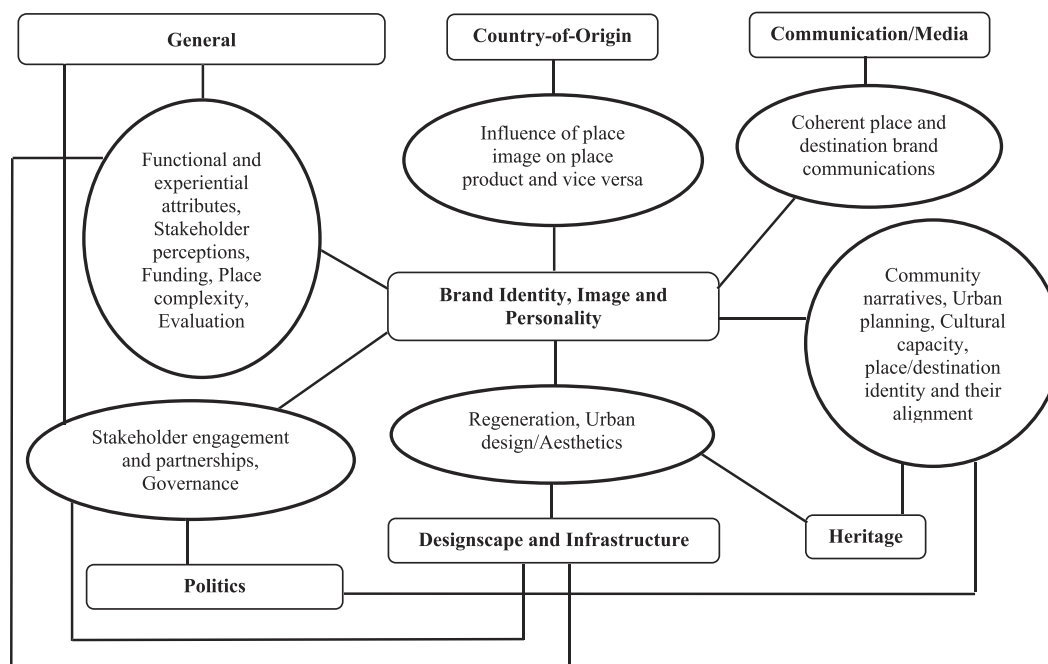 General
Country-of-Origin
Communication/Media
Functional and
experiential
attributes,
Stakeholder
perceptions,
Funding, Place
complexity,
Evaluation
Influence of place
image on place
product and vice versa
Coherent place and
destination brand
communications
Brand Identity, Image and
Personality
Community
narratives, Urban
planning, Cultural
capacity,
place/destination
identity and their
alignment
Stakeholder engagement
and partnerships,
Governance
Regeneration, Urban
design/Aesthetics
Designscape and Infrastructure
Heritage
Politics